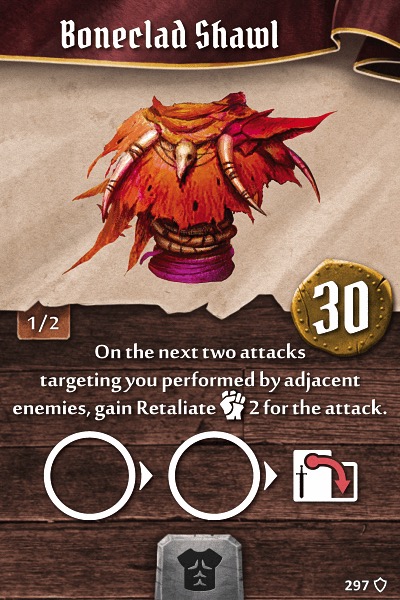 Boneclad Shawl
30
1/2
On the next two attacks
targeting you performed by adjacent
enemies, gain Retaliate 2 for the attack.
297